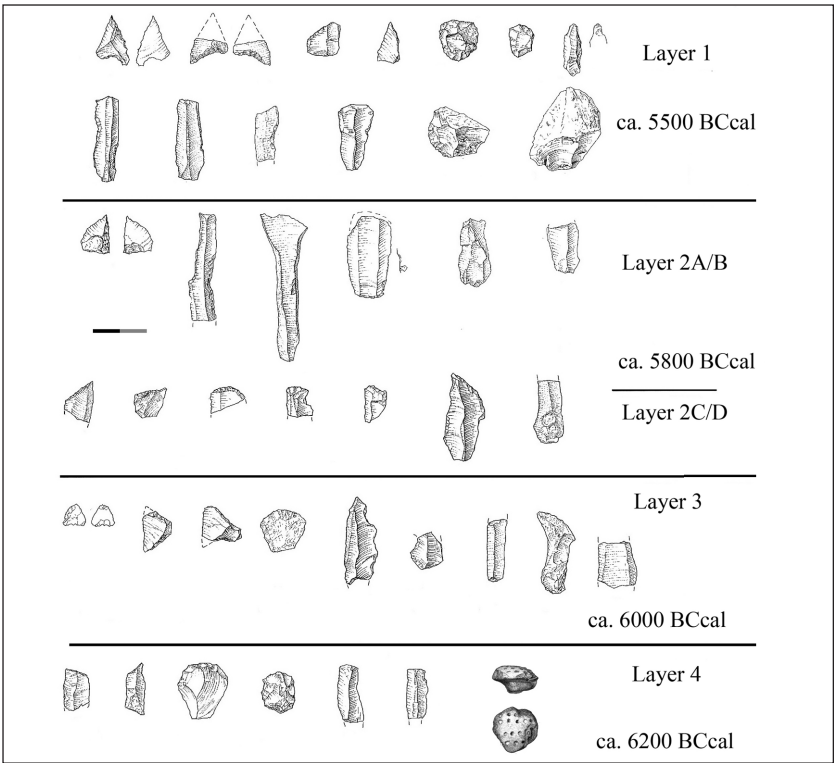 Layer 1
ca. 5500 BCcal
Layer 2A/B
ca. 5800 BCcal
Layer 2C/D
Layer 3
ca. 6000 BCcal
Layer 4
ca. 6200 BCcal